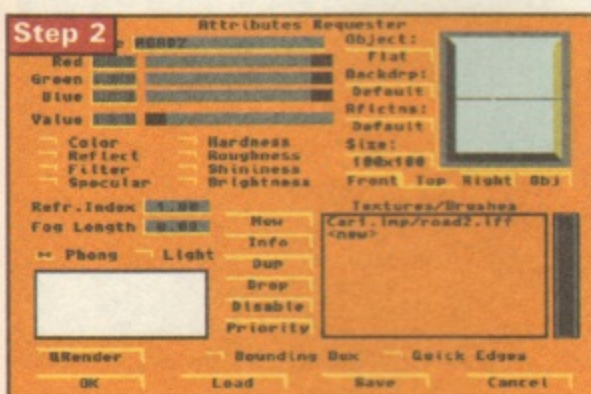 Step 2
Attributes Requester
ROAD2
Red
Green
Blue
Value
Color
Reflect
Filter
Specular
Hardness
Roughness
Shininess
Brightness
Object:
Flat
Backdrp:
Default
Rflctns:
Default
Size:
100x100
Front Top Right Obj
Refr.Index 1.00
Fog Length 0.00
Phong Light
New
Info
Dup
Drop
Disable
Priority
Textures/Brushes
Car1.imp/road2.iff
<new>
QRender Bounding Box Quick Edges
OK Load Save Cancel